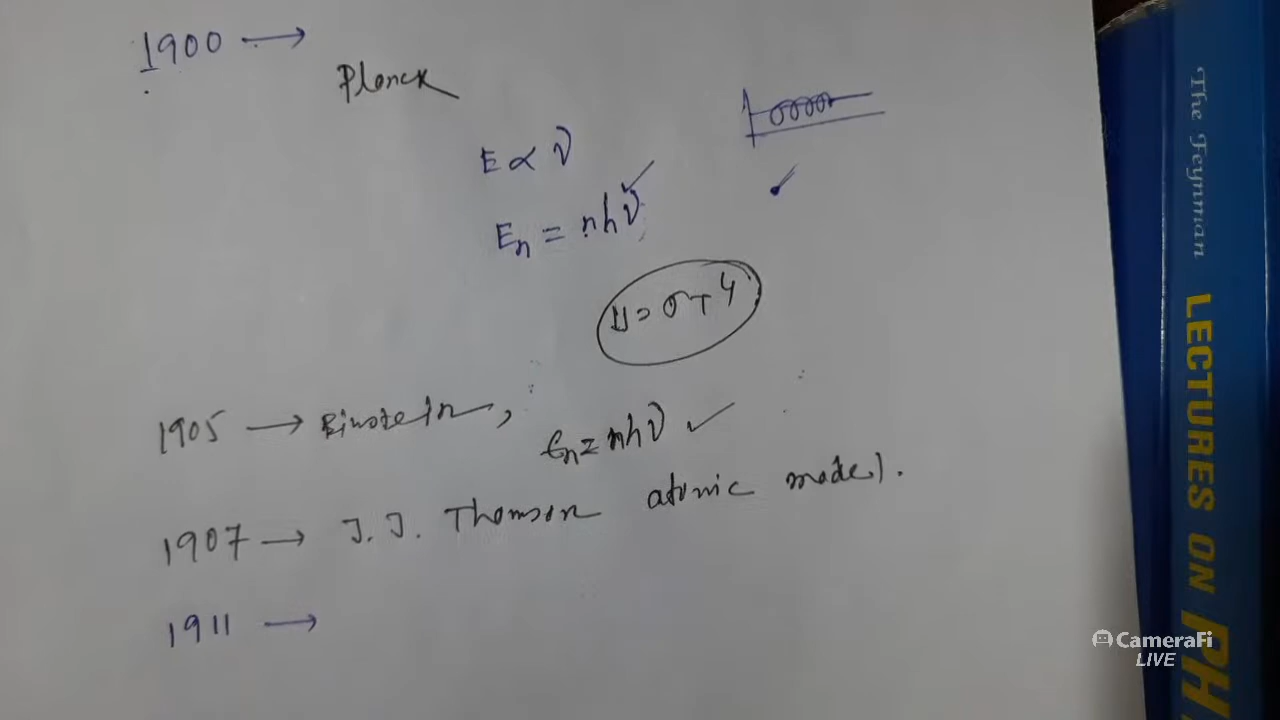 1900 →
Planck
E ∝ ν
Eₙ = nhν
U = σT⁴
1905 → Einstein,
Eₙ = nhν
1907 → J. J. Thomson atomic model.
1911 →
The Feynman
LECTURES ON PH
CameraFi
LIVE